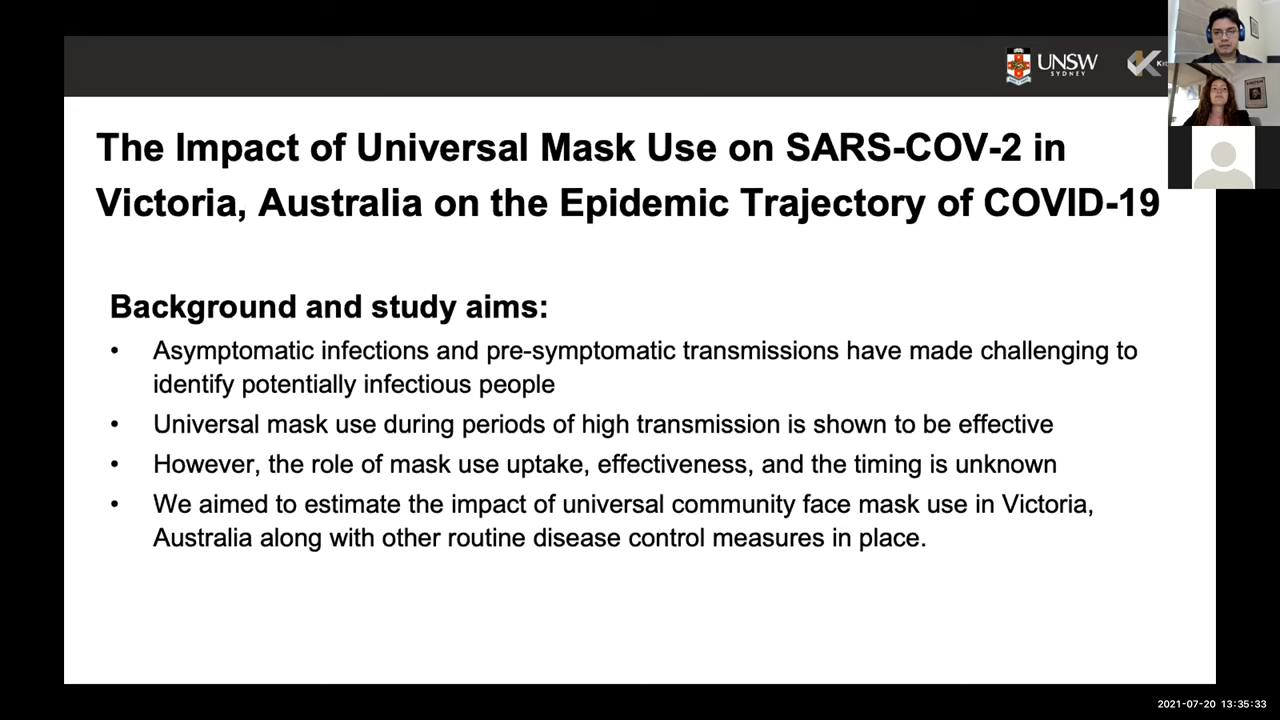 UNSW
SYDNEY
The Impact of Universal Mask Use on SARS-COV-2 in
Victoria, Australia on the Epidemic Trajectory of COVID-19
Background and study aims:
• Asymptomatic infections and pre-symptomatic transmissions have made challenging to
identify potentially infectious people
• Universal mask use during periods of high transmission is shown to be effective
• However, the role of mask use uptake, effectiveness, and the timing is unknown
• We aimed to estimate the impact of universal community face mask use in Victoria,
Australia along with other routine disease control measures in place.
2021-07-20 13:35:33